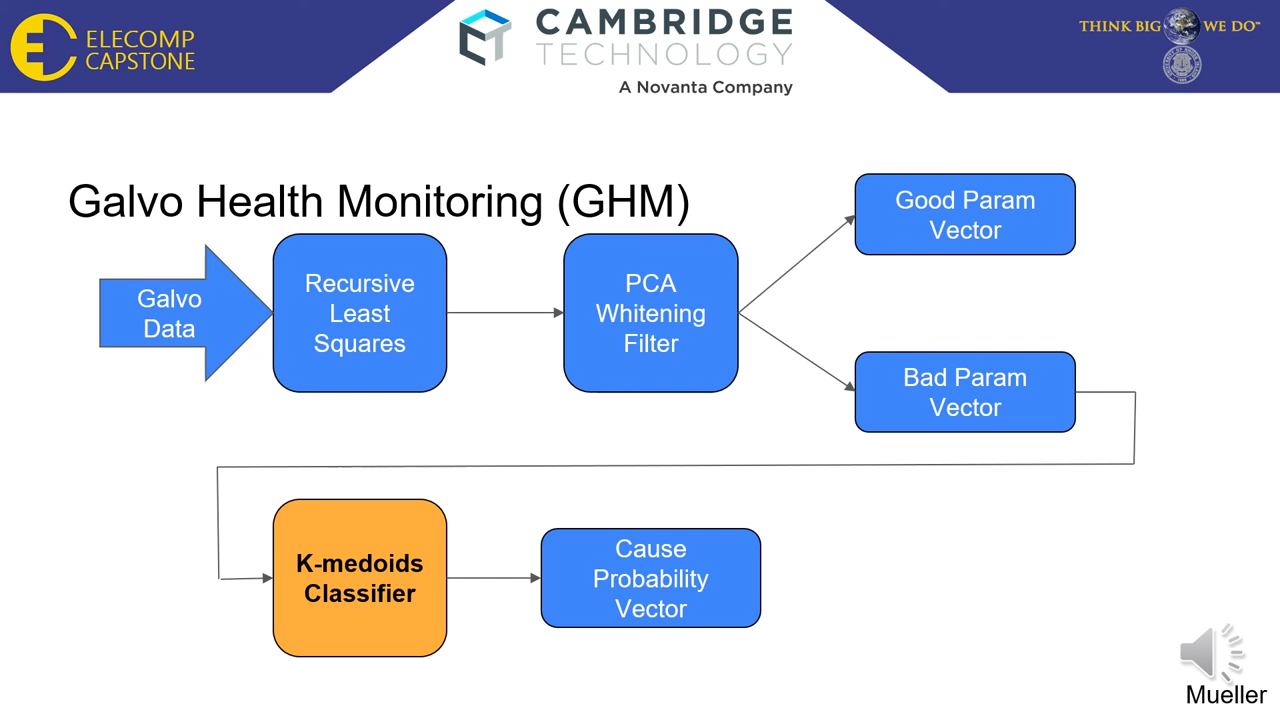 ELECOMP
CAPSTONE
CAMBRIDGE
TECHNOLOGY
A Novanta Company
THINK BIG WE DO™
Galvo Health Monitoring (GHM)
Galvo
Data
Recursive
Least
Squares
PCA
Whitening
Filter
Good Param
Vector
Bad Param
Vector
K-medoids
Classifier
Cause
Probability
Vector
Mueller